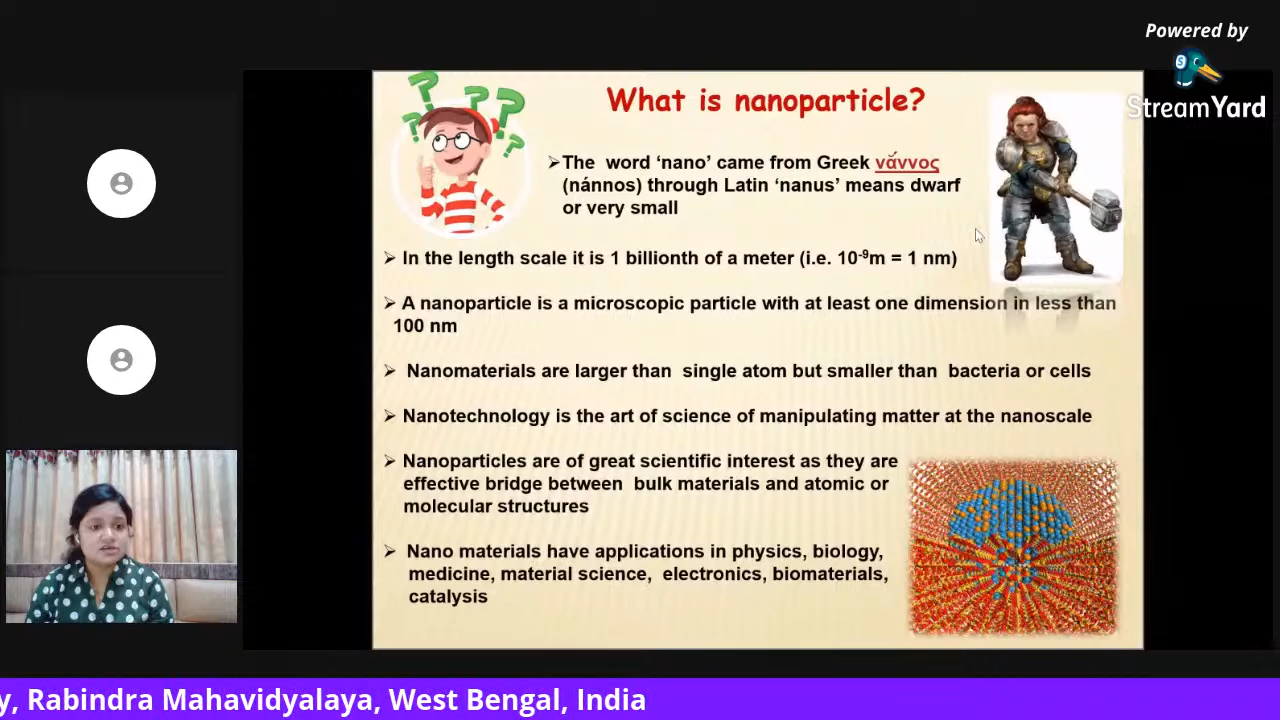 Powered by
StreamYard
What is nanoparticle?
➢The word ‘nano’ came from Greek νᾰ́ννος
(nánnos) through Latin ‘nanus’ means dwarf
or very small
➢ In the length scale it is 1 billionth of a meter (i.e. 10⁻⁹m = 1 nm)
➢ A nanoparticle is a microscopic particle with at least one dimension in less than
100 nm
➢ Nanomaterials are larger than single atom but smaller than bacteria or cells
➢ Nanotechnology is the art of science of manipulating matter at the nanoscale
➢ Nanoparticles are of great scientific interest as they are
effective bridge between bulk materials and atomic or
molecular structures
➢ Nano materials have applications in physics, biology,
medicine, material science, electronics, biomaterials,
catalysis
y, Rabindra Mahavidyalaya, West Bengal, India